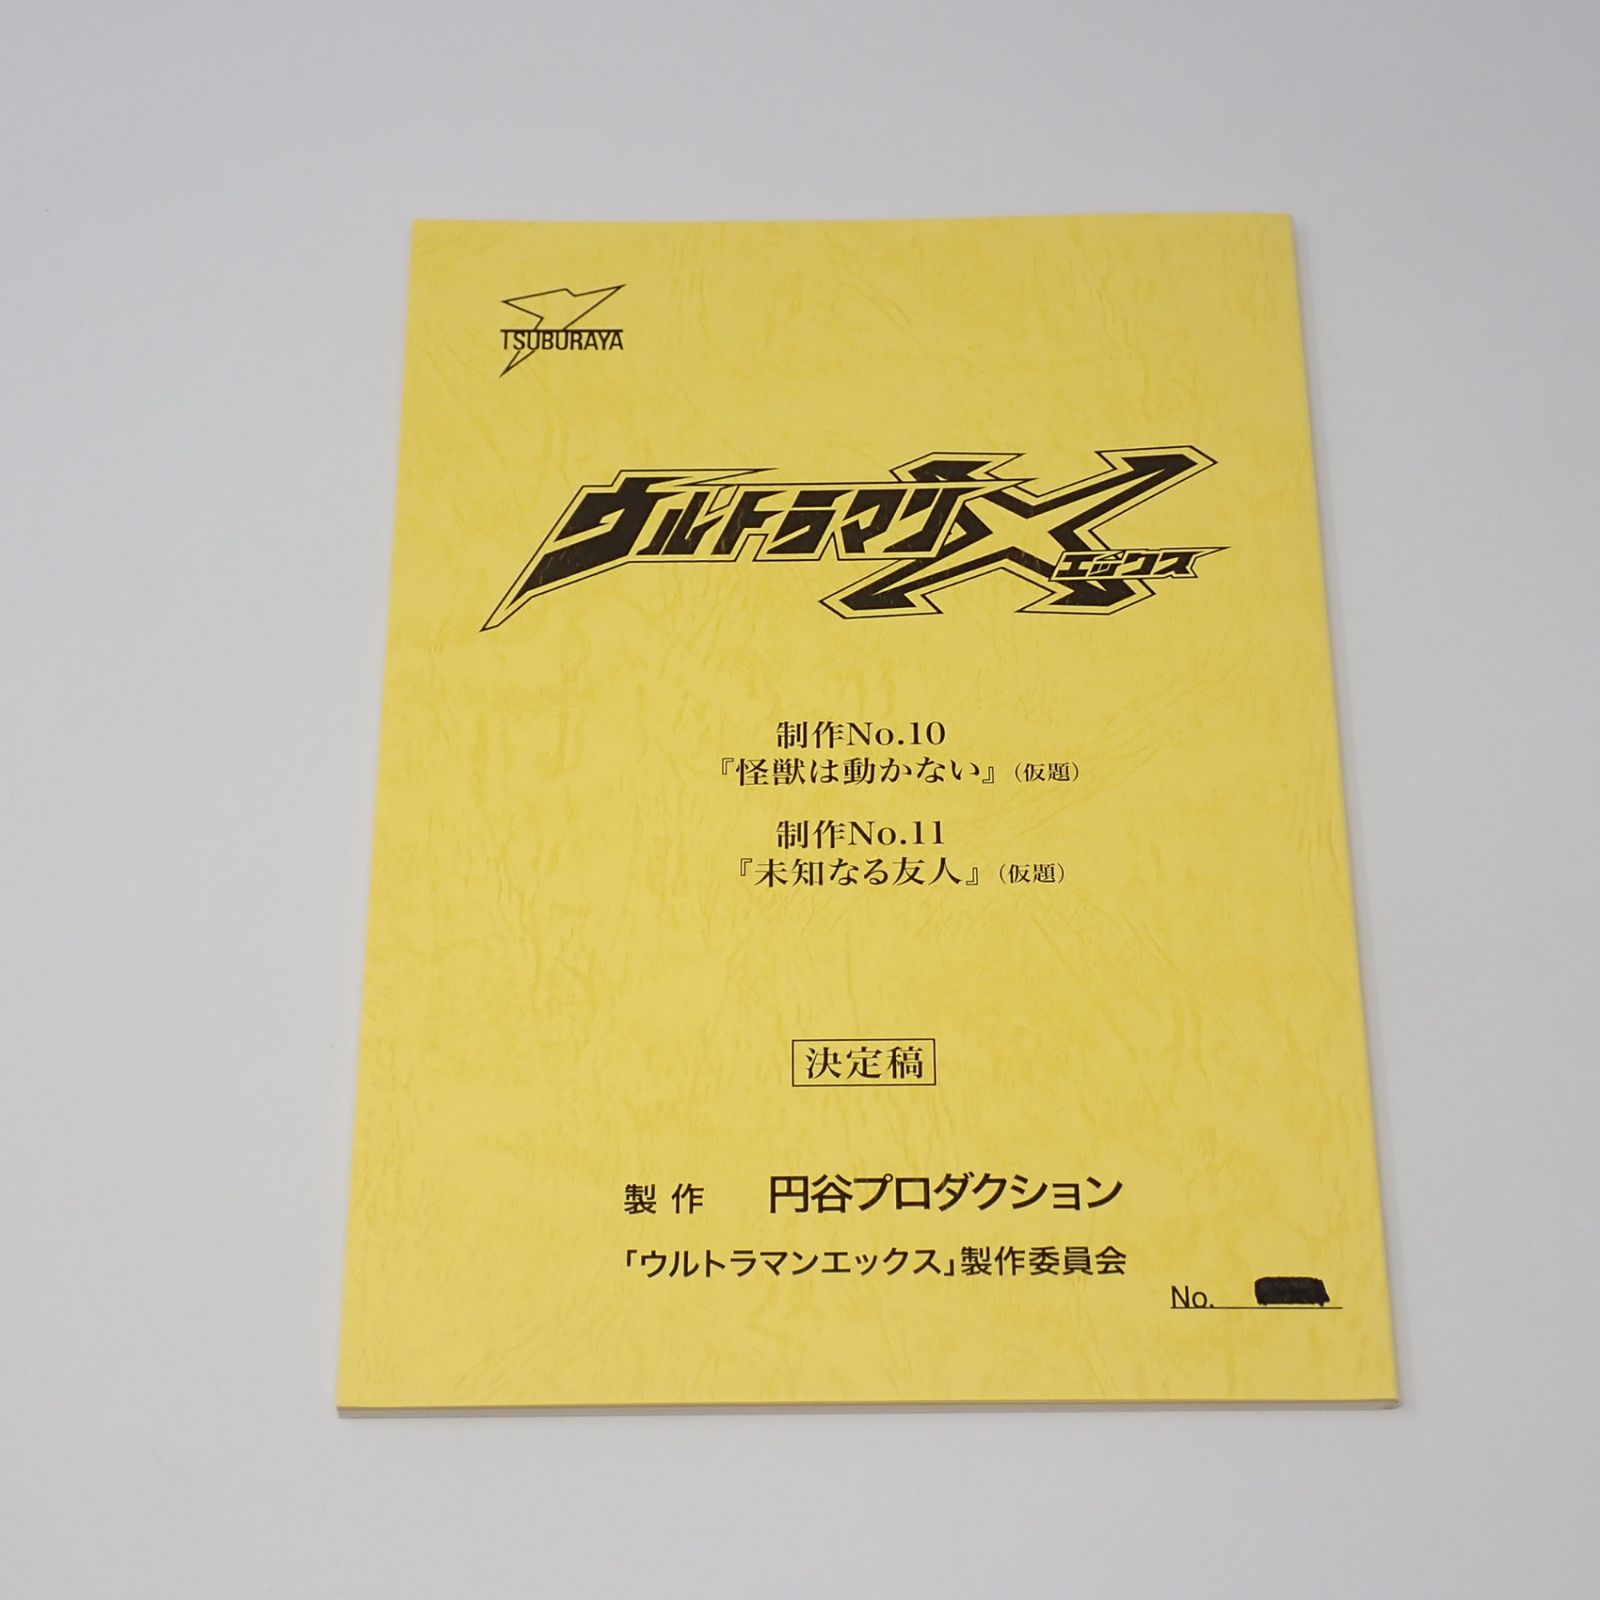 TSUBURAYA
ウルトラマンX
エックス
制作No.10
『怪獣は動かない』（仮題）
制作No.11
『未知なる友人』（仮題）
決定稿
製作　円谷プロダクション
「ウルトラマンエックス」製作委員会
No.